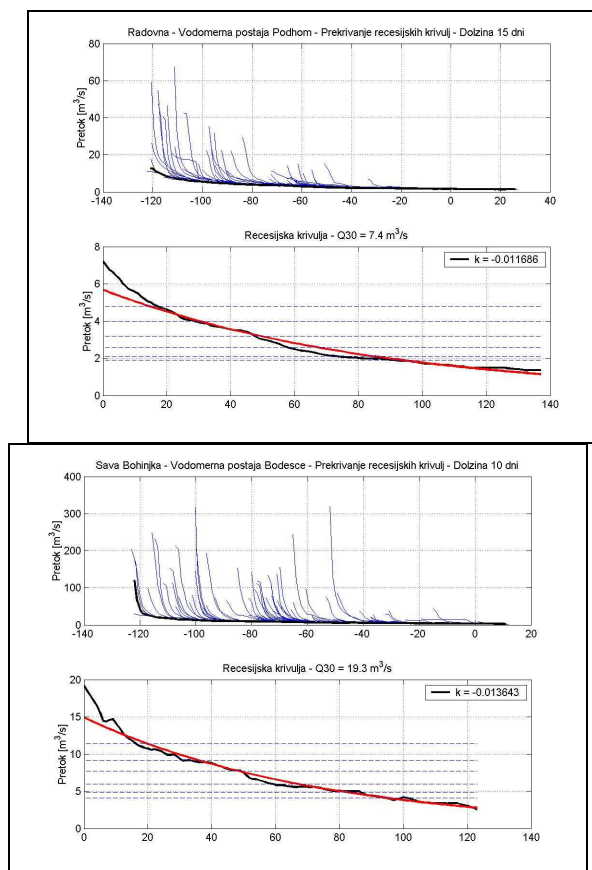 Radovna - Vodomerna postaja Podhom - Prekrivanje recesijskih krivulj - Dolzina 15 dni
Pretok [m³/s]
80
60
40
20
0
-140 -120 -100 -80 -60 -40 -20 0 20 40
Recesijska krivulja - Q30 = 7.4 m³/s
Pretok [m³/s]
8
6
4
2
0
k = -0.011686
0 20 40 60 80 100 120 140
Sava Bohinjka - Vodomerna postaja Bodesce - Prekrivanje recesijskih krivulj - Dolzina 10 dni
Pretok [m³/s]
400
300
200
100
0
-140 -120 -100 -80 -60 -40 -20 0 20
Recesijska krivulja - Q30 = 19.3 m³/s
Pretok [m³/s]
20
15
10
5
0
k = -0.013643
0 20 40 60 80 100 120 140